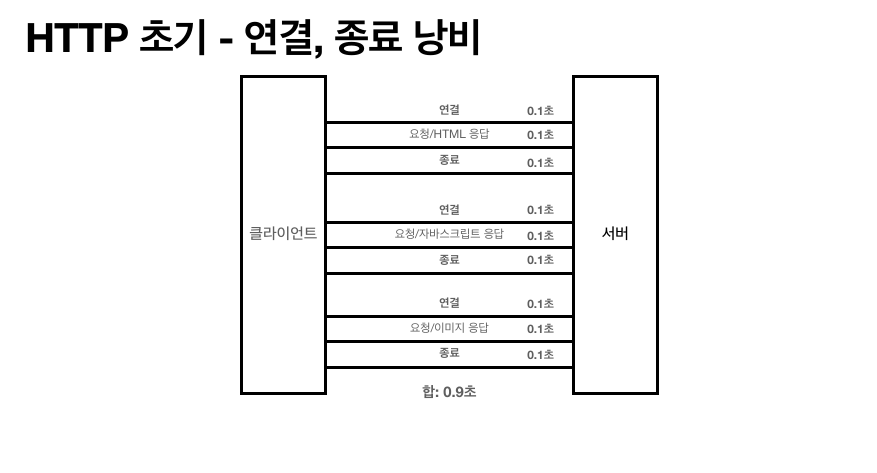 HTTP 초기 - 연결, 종료 낭비
연결 0.1초
요청/HTML 응답 0.1초
종료 0.1초
연결 0.1초
클라이언트 요청/자바스크립트 응답 0.1초 서버
종료 0.1초
연결 0.1초
요청/이미지 응답 0.1초
종료 0.1초
합: 0.9초